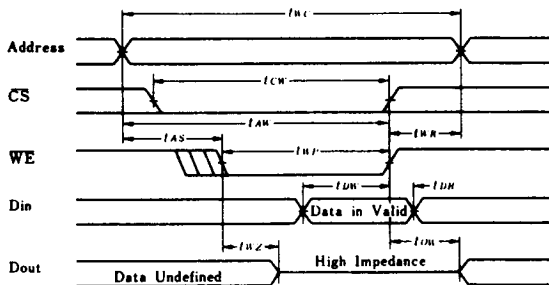 tWC
Address
tCW
CS
tAW
tAS
tWR
tWP
WE
tDW
tDH
Din
Data in Valid
tWZ
tOW
High Impedance
Dout
Data Undefined